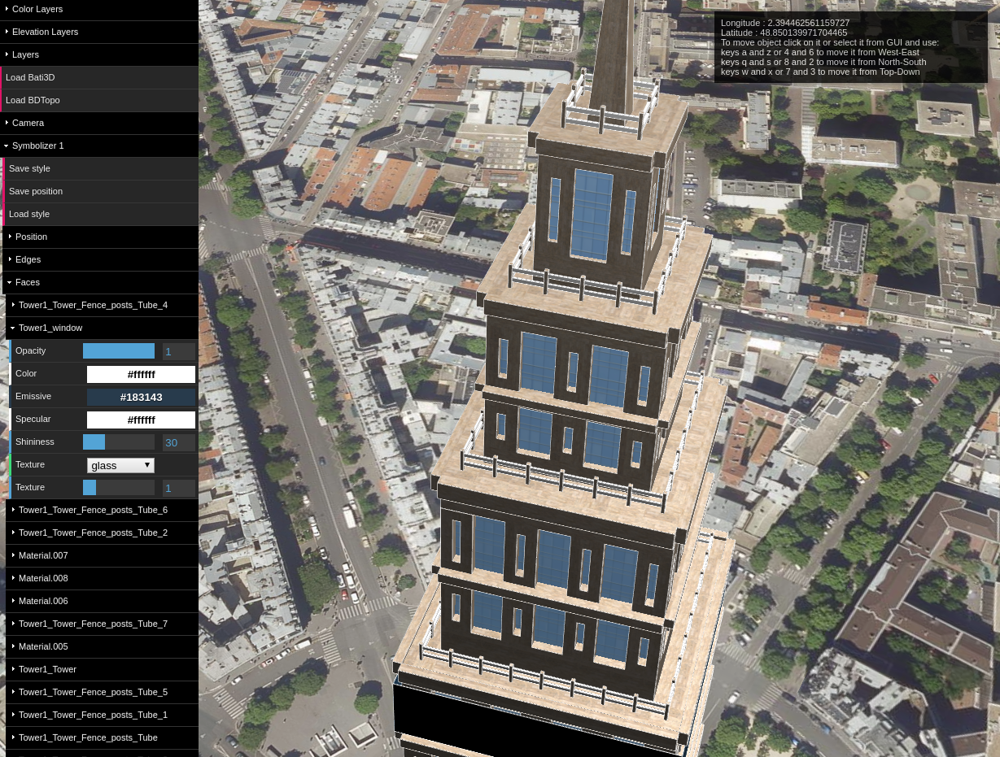 Color Layers
Elevation Layers
Layers
Load Bati3D
Load BDTopo
Camera
Symbolizer 1
Save style
Save position
Load style
Position
Edges
Faces
Tower1_Tower_Fence_posts_Tube_4
Tower1_window
Opacity 1
Color #ffffff
Emissive #183143
Specular #ffffff
Shininess 30
Texture glass
Texture 1
Tower1_Tower_Fence_posts_Tube_6
Tower1_Tower_Fence_posts_Tube_2
Material.007
Material.008
Material.006
Tower1_Tower_Fence_posts_Tube_7
Material.005
Tower1_Tower
Tower1_Tower_Fence_posts_Tube_5
Tower1_Tower_Fence_posts_Tube_1
Tower1_Tower_Fence_posts_Tube
Longitude : 2.394462561159727
Latitude : 48.850139971704465
To move object click on it or select it from GUI and use:
keys a and z or 4 and 6 to move it from West-East
keys q and s or 8 and 2 to move it from North-South
keys w and x or 7 and 3 to move it from Top-Down